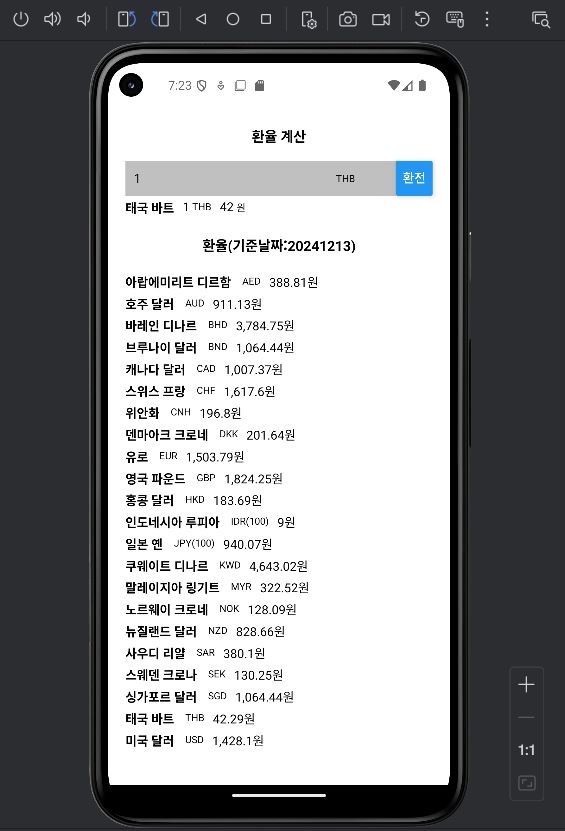 7:23
환율 계산
1 THB 환전
태국 바트 1 THB 42 원
환율(기준날짜:20241213)
아랍에미리트 디르함 AED 388.81원
호주 달러 AUD 911.13원
바레인 디나르 BHD 3,784.75원
브루나이 달러 BND 1,064.44원
캐나다 달러 CAD 1,007.37원
스위스 프랑 CHF 1,617.6원
위안화 CNH 196.8원
덴마아크 크로네 DKK 201.64원
유로 EUR 1,503.79원
영국 파운드 GBP 1,824.25원
홍콩 달러 HKD 183.69원
인도네시아 루피아 IDR(100) 9원
일본 옌 JPY(100) 940.07원
쿠웨이트 디나르 KWD 4,643.02원
말레이지아 링기트 MYR 322.52원
노르웨이 크로네 NOK 128.09원
뉴질랜드 달러 NZD 828.66원
사우디 리얄 SAR 380.1원
스웨덴 크로나 SEK 130.25원
싱가포르 달러 SGD 1,064.44원
태국 바트 THB 42.29원
미국 달러 USD 1,428.1원
1:1